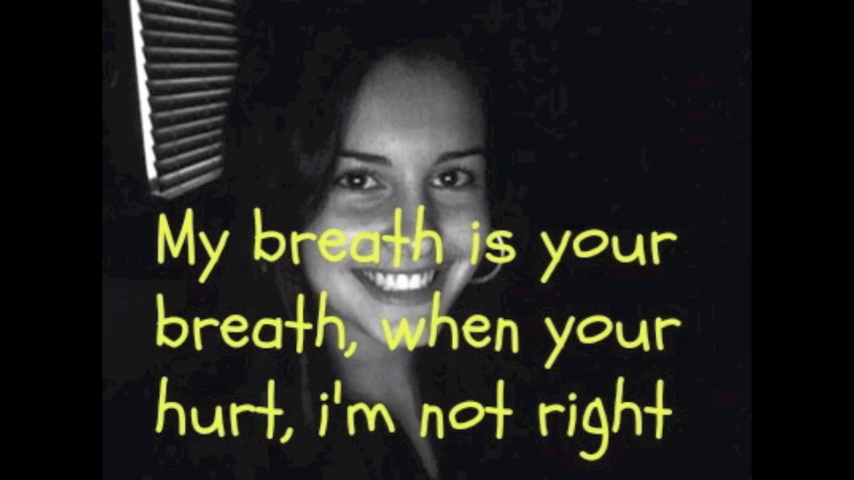 My breath is your
breath, when your
hurt, i'm not right